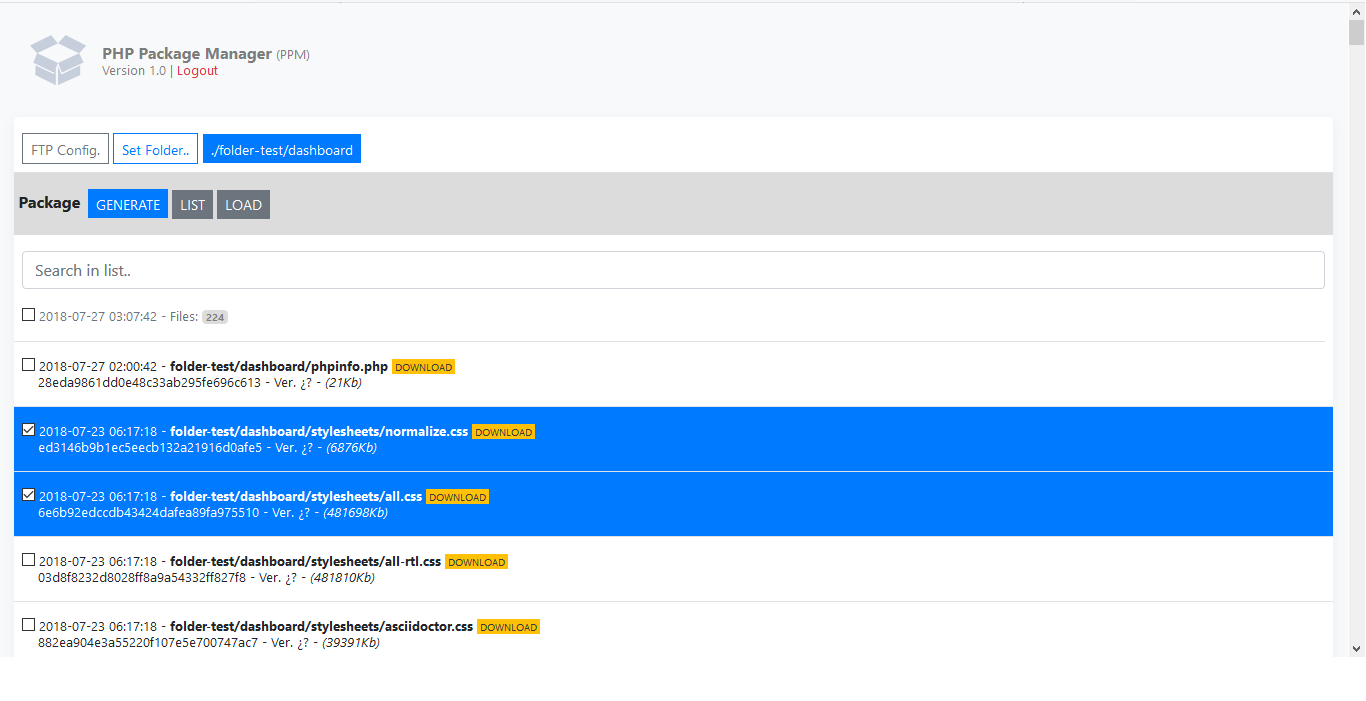 PHP Package Manager (PPM)
Version 1.0 | Logout
FTP Config. Set Folder.. ./folder-test/dashboard
Package GENERATE LIST LOAD
Search in list..
2018-07-27 03:07:42 - Files: 224
2018-07-27 02:00:42 - folder-test/dashboard/phpinfo.php DOWNLOAD
28eda9861dd0e48c33ab295fe696c613 - Ver. ¿? - (21Kb)
2018-07-23 06:17:18 - folder-test/dashboard/stylesheets/normalize.css DOWNLOAD
ed3146b9b1ec5eecb132a21916d0afe5 - Ver. ¿? - (6876Kb)
2018-07-23 06:17:18 - folder-test/dashboard/stylesheets/all.css DOWNLOAD
6e6b92edccdb43424dafea89fa975510 - Ver. ¿? - (481698Kb)
2018-07-23 06:17:18 - folder-test/dashboard/stylesheets/all-rtl.css DOWNLOAD
03d8f8232d8028ff8a9a54332ff827f8 - Ver. ¿? - (481810Kb)
2018-07-23 06:17:18 - folder-test/dashboard/stylesheets/asciidoctor.css DOWNLOAD
882ea904e3a55220f107e5e700747ac7 - Ver. ¿? - (39391Kb)